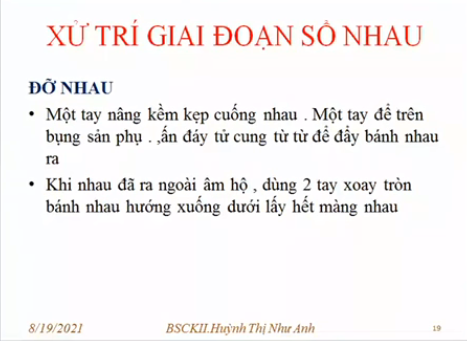 XỬ TRÍ GIAI ĐOẠN SỔ NHAU
ĐỠ NHAU
• Một tay nâng kềm kẹp cuống nhau . Một tay để trên
bụng sản phụ . ,ấn đáy tử cung từ từ để đẩy bánh nhau
ra
• Khi nhau đã ra ngoài âm hộ , dùng 2 tay xoay tròn
bánh nhau hướng xuống dưới lấy hết màng nhau
8/19/2021
BSCKII.Huỳnh Thị Như Anh
19